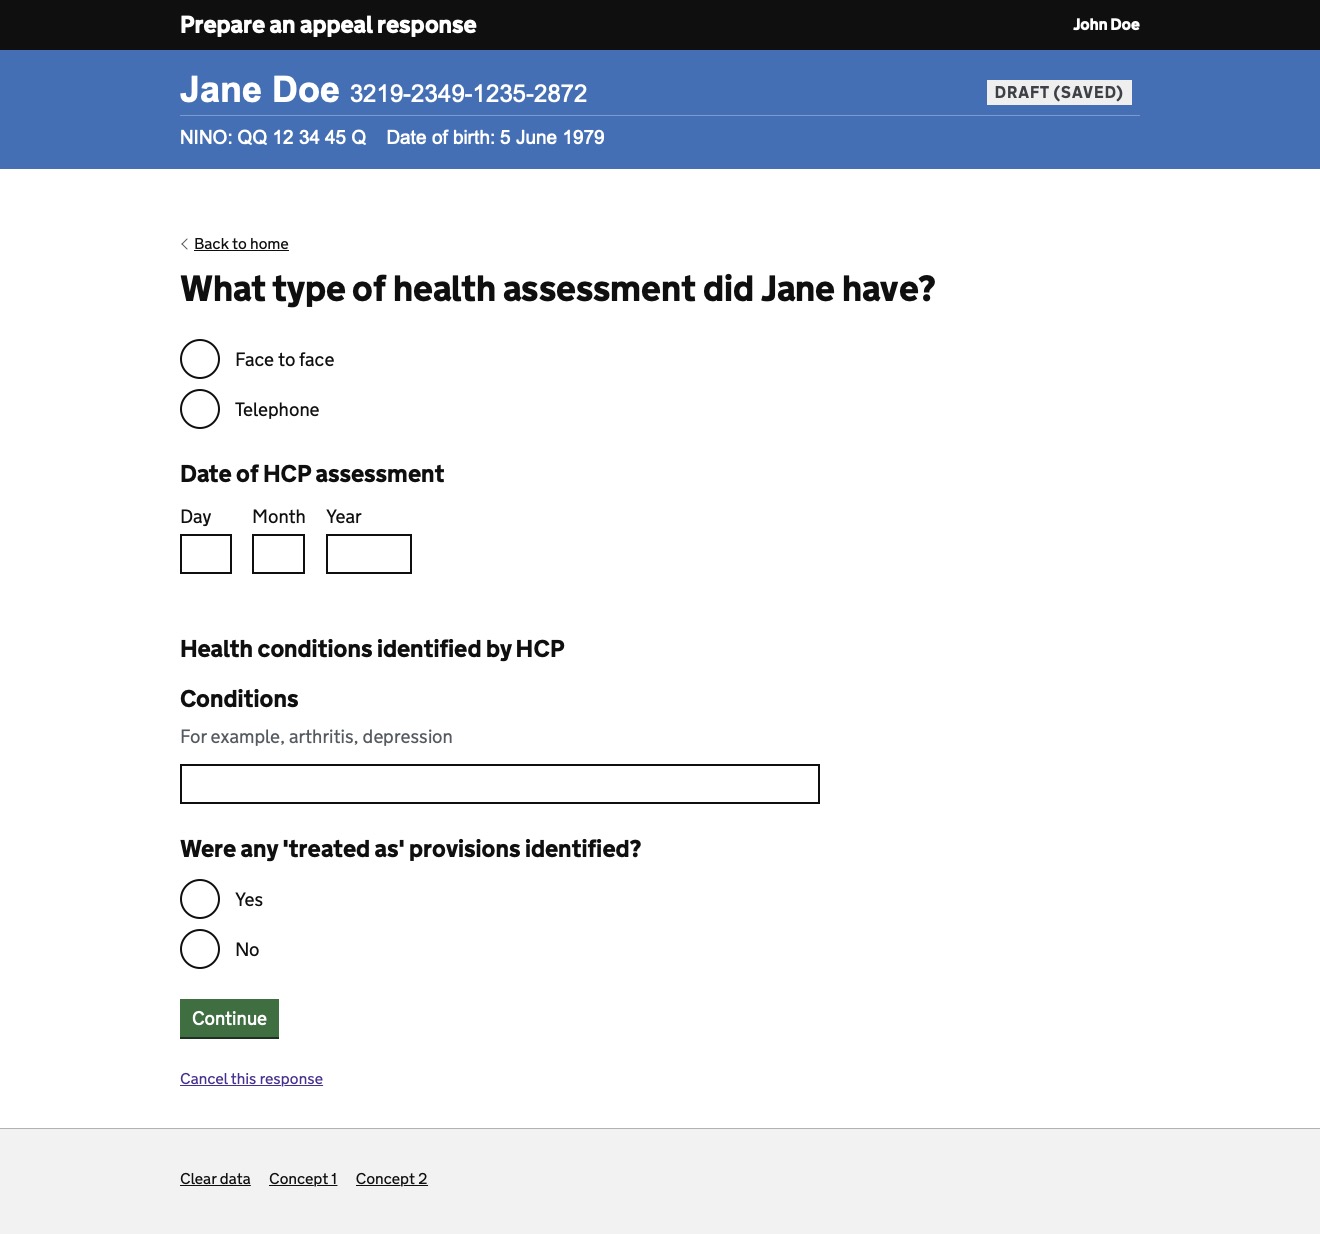 Prepare an appeal response
John Doe
Jane Doe 3219-2349-1235-2872
DRAFT (SAVED)
NINO: QQ 12 34 45 Q Date of birth: 5 June 1979
Back to home
What type of health assessment did Jane have?
Face to face
Telephone
Date of HCP assessment
Day Month Year
Health conditions identified by HCP
Conditions
For example, arthritis, depression
Were any 'treated as' provisions identified?
Yes
No
Continue
Cancel this response
Clear data Concept 1 Concept 2